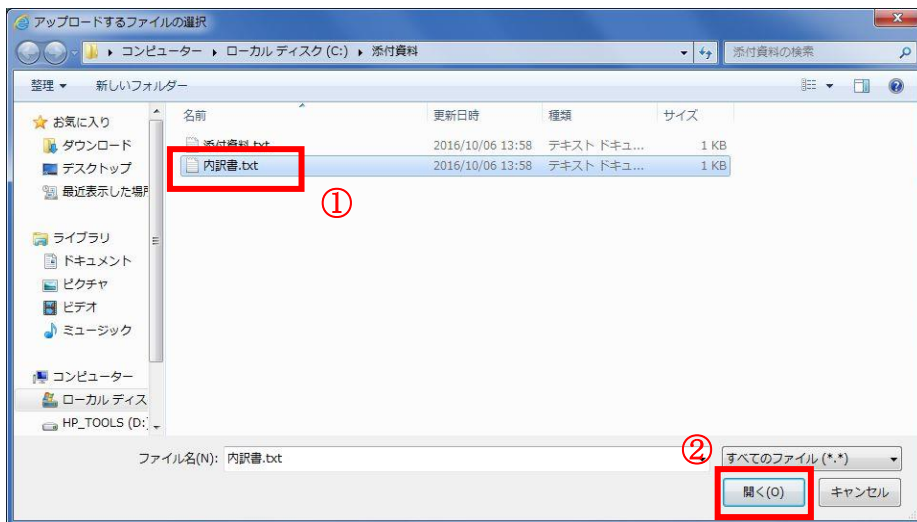 アップロードするファイルの選択
コンピューター ▸ ローカル ディスク (C:) ▸ 添付資料
添付資料の検索
整理 新しいフォルダー
名前 更新日時 種類 サイズ
添付資料.txt 2016/10/06 13:58 テキスト ドキュ... 1 KB
内訳書.txt 2016/10/06 13:58 テキスト ドキュ... 1 KB
①
お気に入り
ダウンロード
デスクトップ
最近表示した場所
ライブラリ
ドキュメント
ピクチャ
ビデオ
ミュージック
コンピューター
ローカル ディス
HP_TOOLS (D:)
ファイル名(N): 内訳書.txt
②
すべてのファイル (*.*)
開く(O) キャンセル